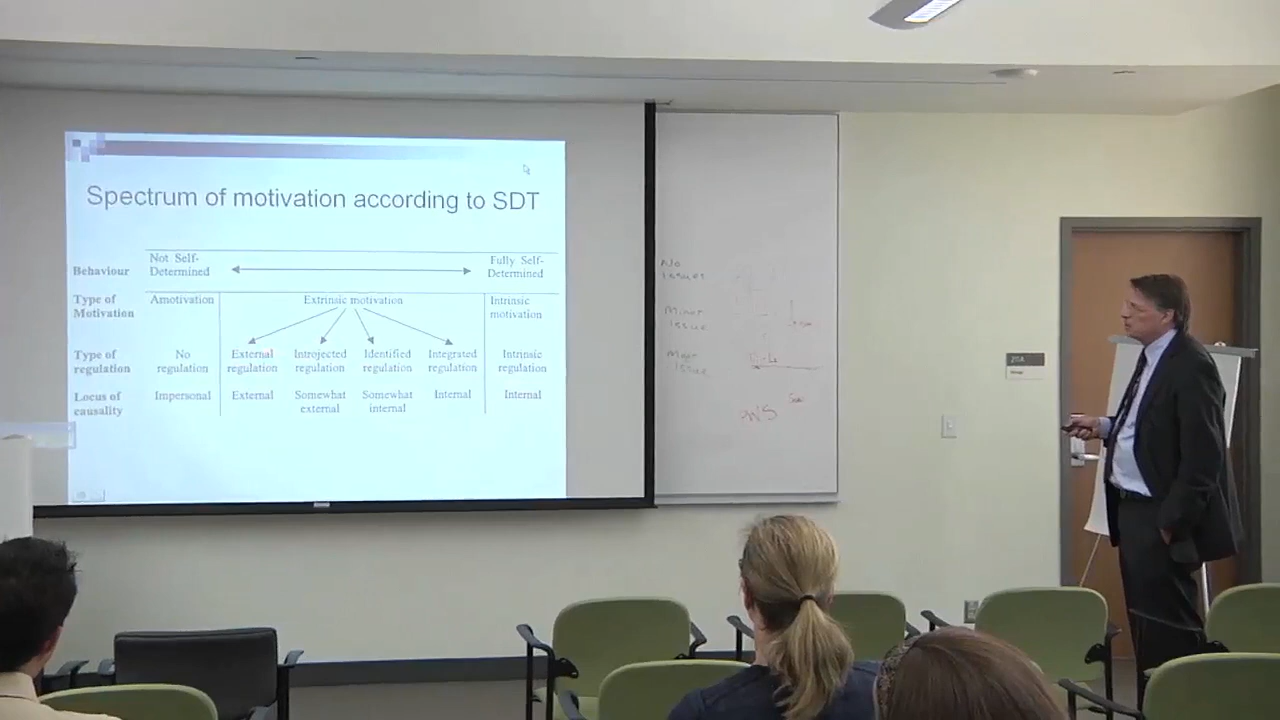 Spectrum of motivation according to SDT
Behaviour
Not Self-
Determined
Fully Self-
Determined
Type of
Motivation
Amotivation
Extrinsic motivation
Intrinsic
motivation
Type of
regulation
No
regulation
External
regulation
Introjected
regulation
Identified
regulation
Integrated
regulation
Intrinsic
regulation
Locus of
causality
Impersonal
External
Somewhat
external
Somewhat
internal
Internal
Internal
No
Issues
Minor
Issue
Major
Issue